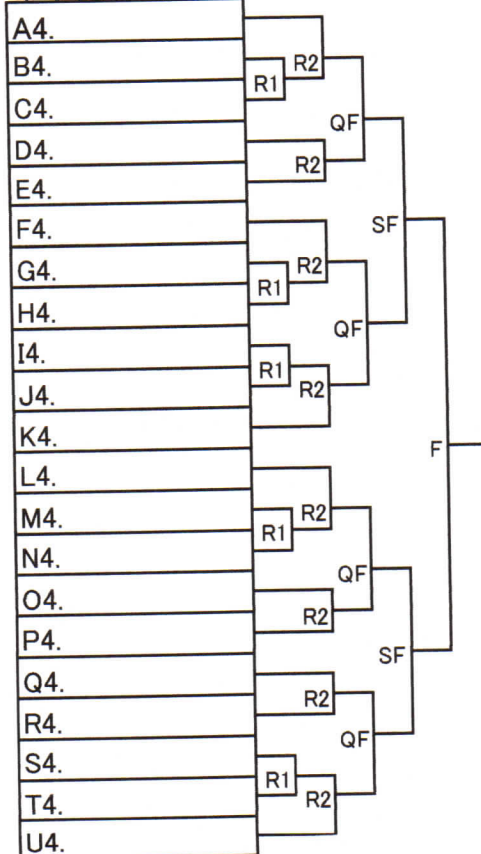 A4.
B4.
C4.
D4.
E4.
F4.
G4.
H4.
I4.
J4.
K4.
L4.
M4.
N4.
O4.
P4.
Q4.
R4.
S4.
T4.
U4.
R1
R2
R2
QF
R1
R2
R1
R2
QF
SF
R1
R2
R2
QF
R2
R1
R2
QF
SF
F